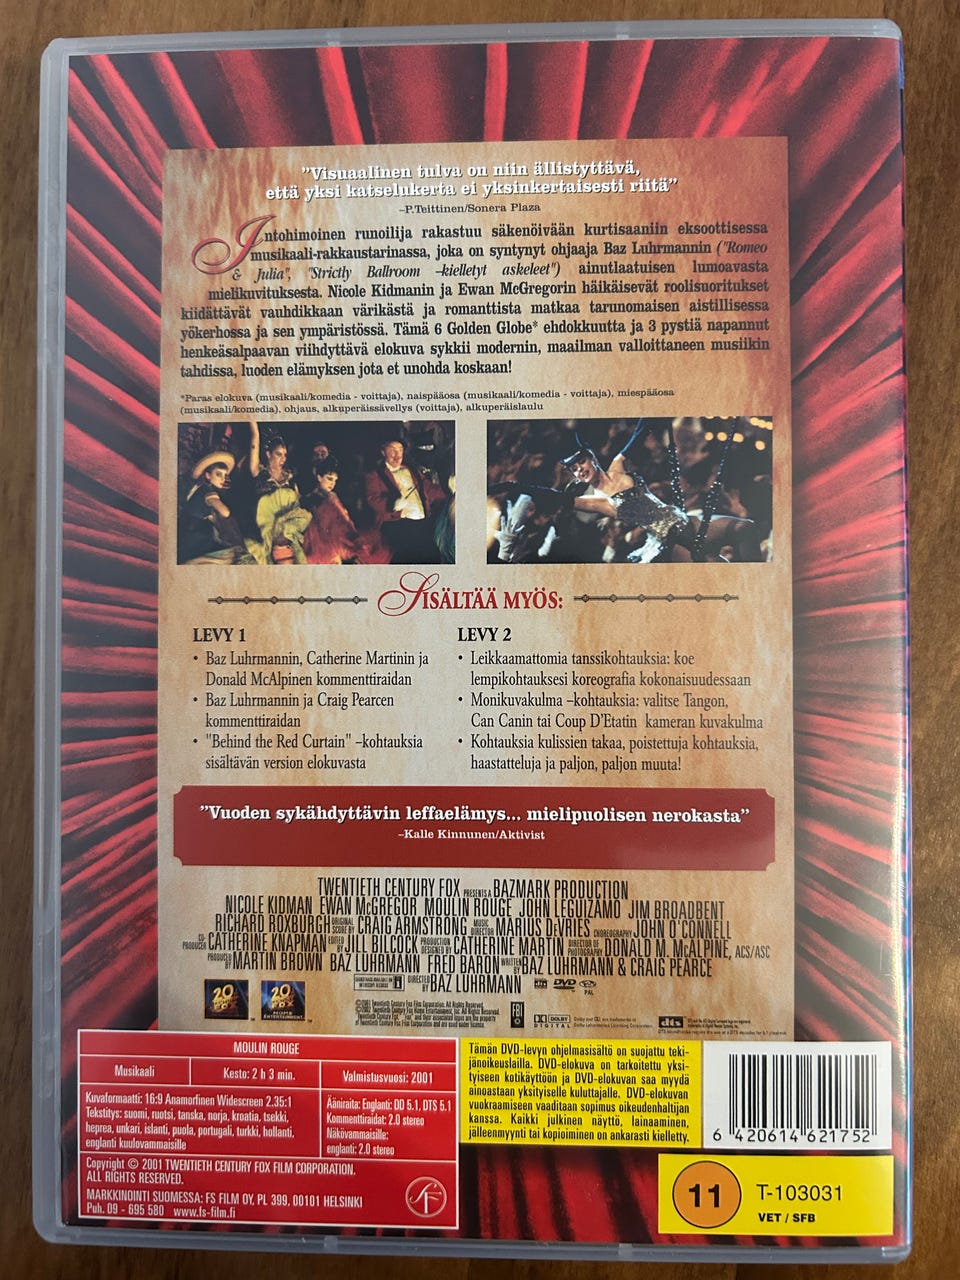 ”Visuaalinen tulva on niin ällistyttävä,
että yksi katselukerta ei yksinkertaisesti riitä”
–P.Teittinen/Sonera Plaza
Intohimoinen runoilija rakastuu säkenöivään kurtisaaniin eksoottisessa
musikaali-rakkaustarinassa, joka on syntynyt ohjaaja Baz Luhrmannin ("Romeo
& Julia", "Strictly Ballroom –kielletyt askeleet") ainutlaatuisen lumoavasta
mielikuvituksesta. Nicole Kidmanin ja Ewan McGregorin häikäisevät roolisuoritukset
kiidättävät vauhdikkaan värikästä ja romanttista matkaa tarunomaisen aistillisessa
yökerhossa ja sen ympäristössä. Tämä 6 Golden Globe* ehdokkuutta ja 3 pystiä napannut
henkeäsalpaavan viihdyttävä elokuva sykkii modernin, maailman valloittaneen musiikin
tahdissa, luoden elämyksen jota et unohda koskaan!
*Paras elokuva (musikaali/komedia - voittaja), naispääosa (musikaali/komedia - voittaja), miespääosa
(musikaali/komedia), ohjaus, alkuperäissävellys (voittaja), alkuperäislaulu
SISÄLTÄÄ MYÖS:
LEVY 1
• Baz Luhrmannin, Catherine Martinin ja
Donald McAlpinen kommenttiraidan
• Baz Luhrmannin ja Craig Pearcen
kommenttiraidan
• "Behind the Red Curtain" –kohtauksia
sisältävän version elokuvasta
LEVY 2
• Leikkaamattomia tanssikohtauksia: koe
lempikohtauksesi koreografia kokonaisuudessaan
• Monikuvakulma –kohtauksia: valitse Tangon,
Can Canin tai Coup D'Etatin kameran kuvakulma
• Kohtauksia kulissien takaa, poistettuja kohtauksia,
haastatteluja ja paljon, paljon muuta!
”Vuoden sykähdyttävin leffaelämys... mielipuolisen nerokasta”
–Kalle Kinnunen/Aktivist
TWENTIETH CENTURY FOX PRESENTS A BAZMARK PRODUCTION
NICOLE KIDMAN EWAN McGREGOR MOULIN ROUGE JOHN LEGUIZAMO JIM BROADBENT
RICHARD ROXBURGH ORIGINAL SCORE BY CRAIG ARMSTRONG MUSIC DIRECTOR MARIUS DeVRIES CHOREOGRAPHY JOHN O'CONNELL
CO-PRODUCER CATHERINE KNAPMAN EDITED BY JILL BILCOCK PRODUCTION DESIGNED BY CATHERINE MARTIN DIRECTOR OF PHOTOGRAPHY DONALD M. McALPINE, ACS/ASC
PRODUCED BY MARTIN BROWN BAZ LUHRMANN FRED BARON WRITTEN BY BAZ LUHRMANN & CRAIG PEARCE
DIRECTED BY BAZ LUHRMANN
dts DVD VIDEO PAL
20th CENTURY FOX
20th CENTURY FOX HOME ENTERTAINMENT
FBI
DOLBY DIGITAL
dts
MOULIN ROUGE
Musikaali
Kesto: 2 h 3 min.
Valmistusvuosi: 2001
Kuvaformaatti: 16:9 Anamorfinen Widescreen 2.35:1
Tekstitys: suomi, ruotsi, tanska, norja, kroatia, tsekki,
heprea, unkari, islanti, puola, portugali, turkki, hollanti,
englanti kuulovammaisille
Ääniraita: Englanti: DD 5.1, DTS 5.1
Kommenttiraidat: 2.0 stereo
Näkövammaisille:
englanti: 2.0 stereo
Copyright © 2001 TWENTIETH CENTURY FOX FILM CORPORATION.
ALL RIGHTS RESERVED.
MARKKINOINTI SUOMESSA: FS FILM OY, PL 399, 00101 HELSINKI
Puh. 09 - 695 580 www.fs-film.fi
Tämän DVD-levyn ohjelmasisältö on suojattu teki-
jänoikeuslailla. DVD-elokuva on tarkoitettu yksi-
tyiseen kotikäyttöön ja DVD-elokuvan saa myydä
ainoastaan yksityiselle kuluttajalle. DVD-elokuvan
vuokraamiseen vaaditaan sopimus oikeudenhaltijan
kanssa. Kaikki julkinen näyttö, lainaaminen,
jälleenmyynti tai kopioiminen on ankarasti kielletty.
6 420614 621752
11
T-103031
VET / SFB